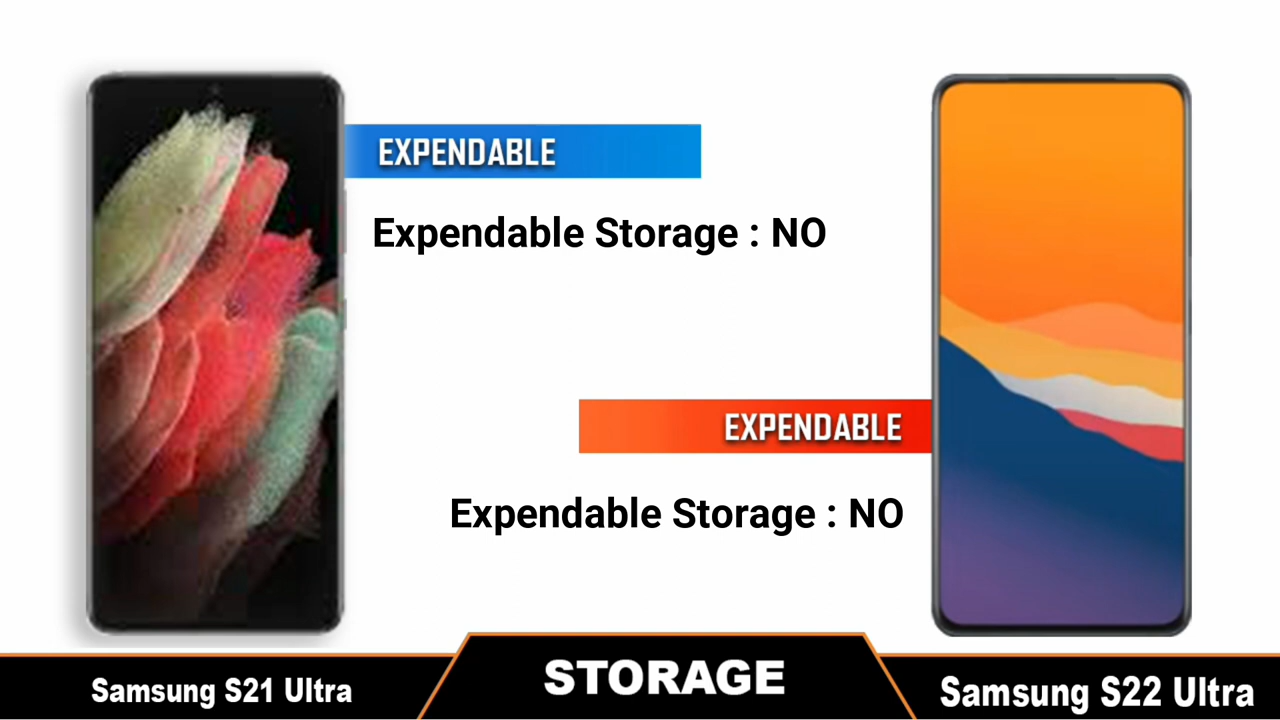 EXPENDABLE
Expendable Storage : NO
EXPENDABLE
Expendable Storage : NO
Samsung S21 Ultra
STORAGE
Samsung S22 Ultra